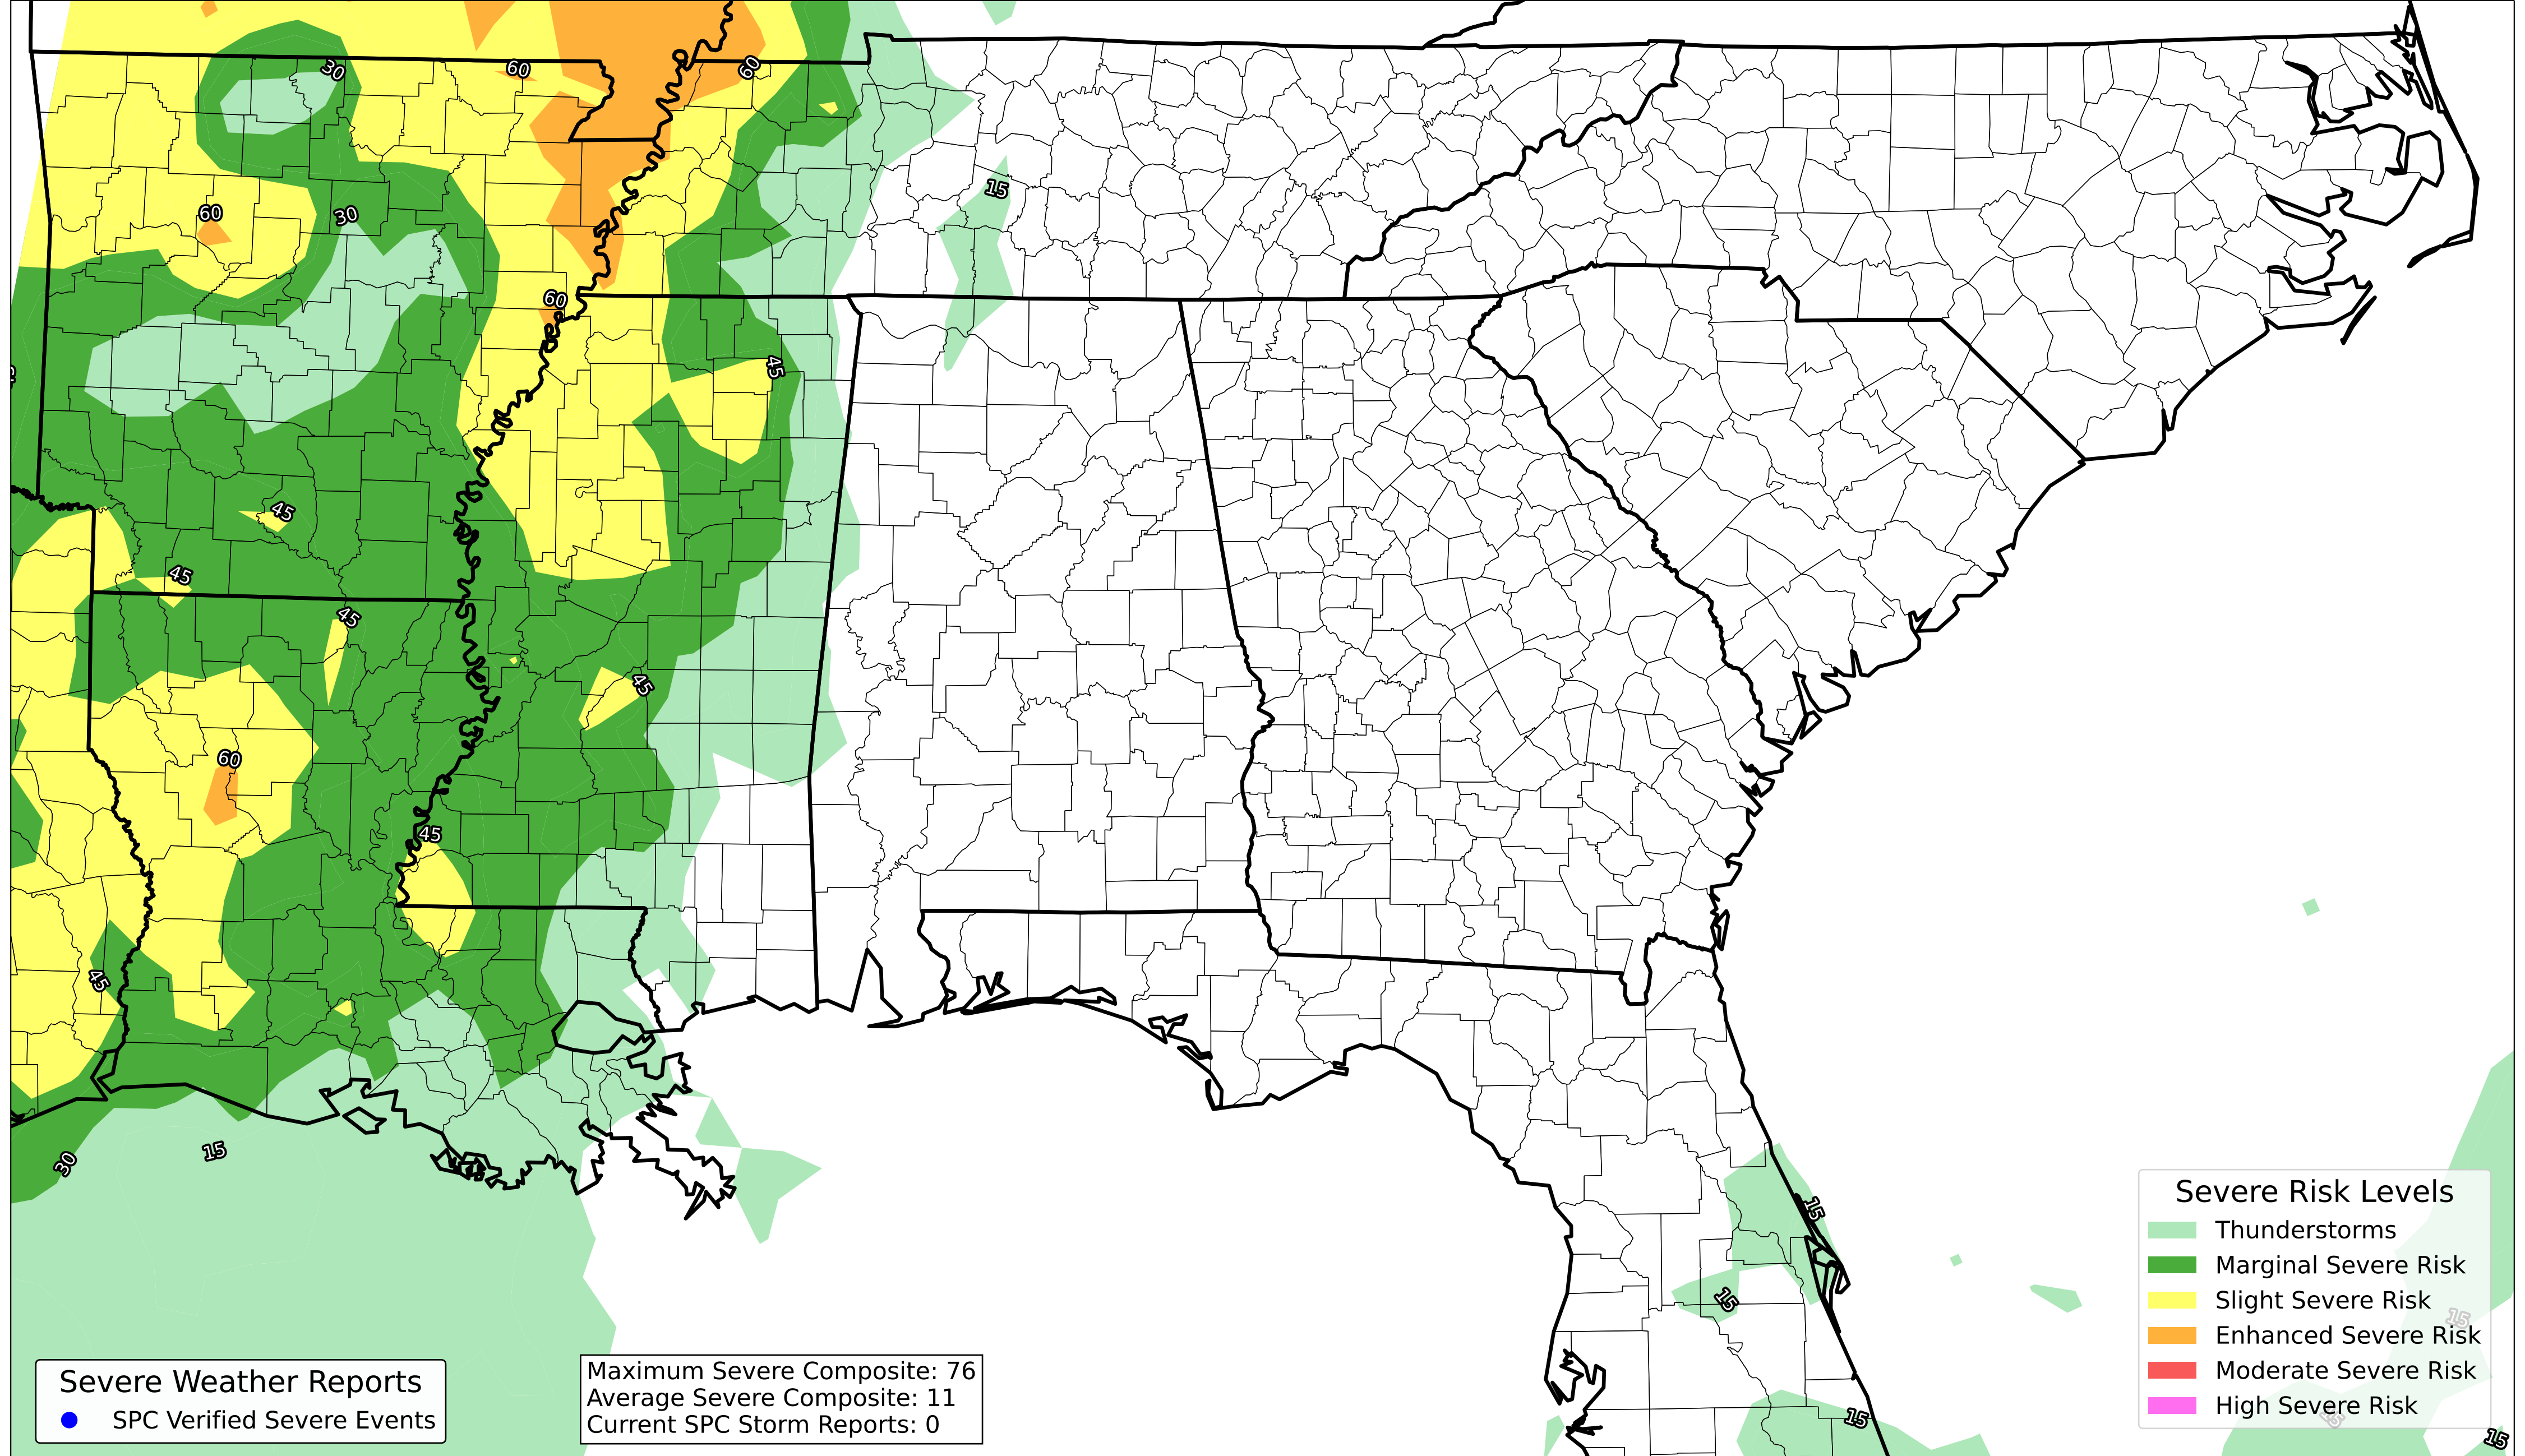 30
60
60
15
60
30
60
45
45
45
45
45
60
45
45
15
30
15
15
15
15
15
15
Severe Risk Levels
Thunderstorms
Marginal Severe Risk
Slight Severe Risk
Enhanced Severe Risk
Moderate Severe Risk
High Severe Risk
Severe Weather Reports
SPC Verified Severe Events
Maximum Severe Composite: 76
Average Severe Composite: 11
Current SPC Storm Reports: 0